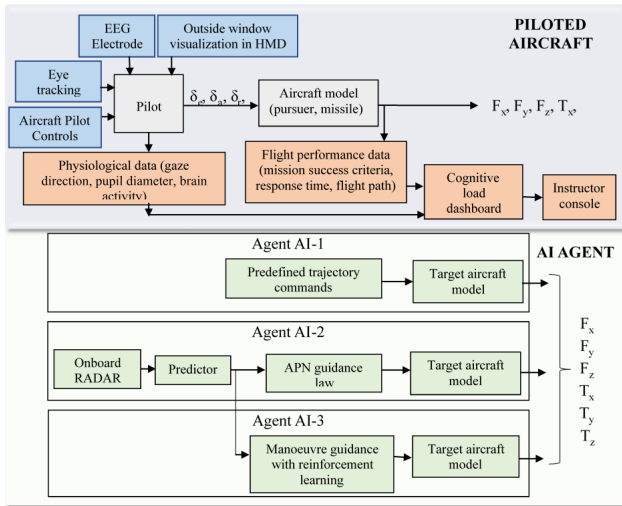 EEG
Electrode
Outside window
visualization in HMD
PILOTED
AIRCRAFT
Eye
tracking
Aircraft Pilot
Controls
Pilot
δe, δa, δr,
Aircraft model
(pursuer, missile)
Fx, Fy, Fz, Tx,
Physiological data (gaze
direction, pupil diameter, brain
activity)
Flight performance data
(mission success criteria,
response time, flight path)
Cognitive
load
dashboard
Instructor
console
Agent AI-1
AI AGENT
Predefined trajectory
commands
Target aircraft
model
Agent AI-2
Onboard
RADAR
Predictor
APN guidance
law
Target aircraft
model
Agent AI-3
Manoeuvre guidance
with reinforcement
learning
Target aircraft
model
Fx
Fy
Fz
Tx
Ty
Tz